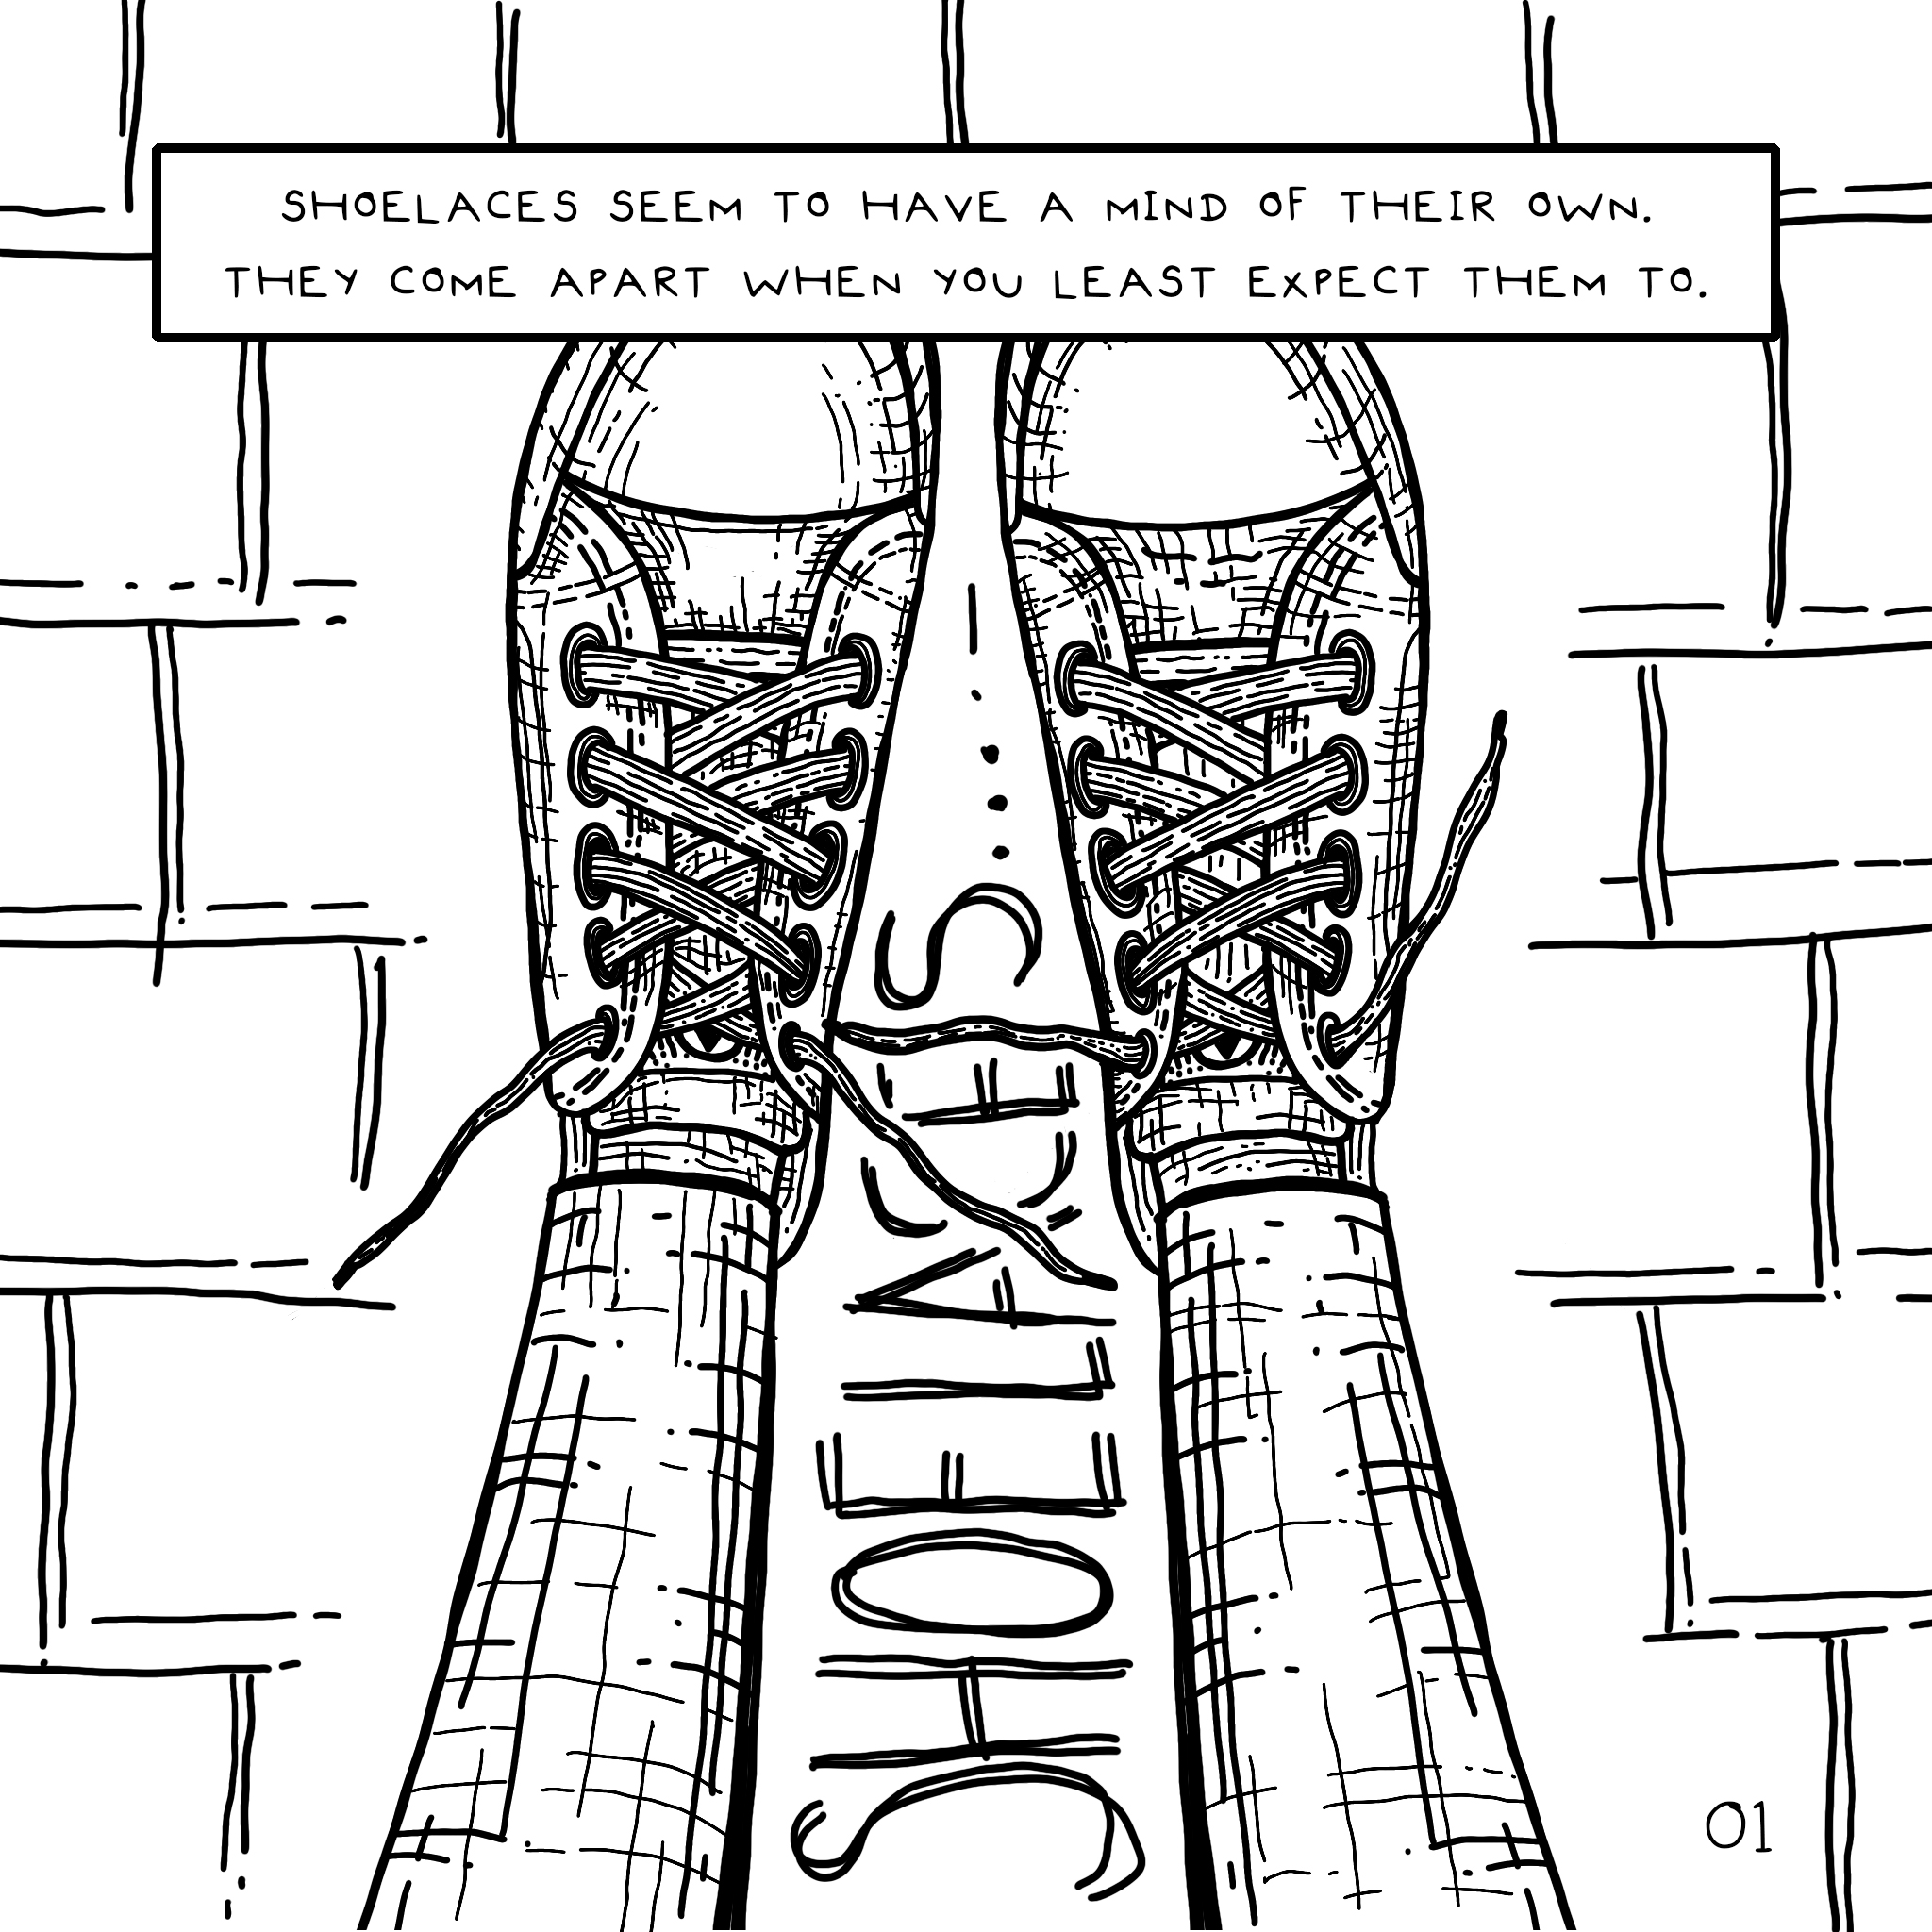 SHOELACES SEEM TO HAVE A MIND OF THEIR OWN.
THEY COME APART WHEN YOU LEAST EXPECT THEM TO.
SHOELACES
01